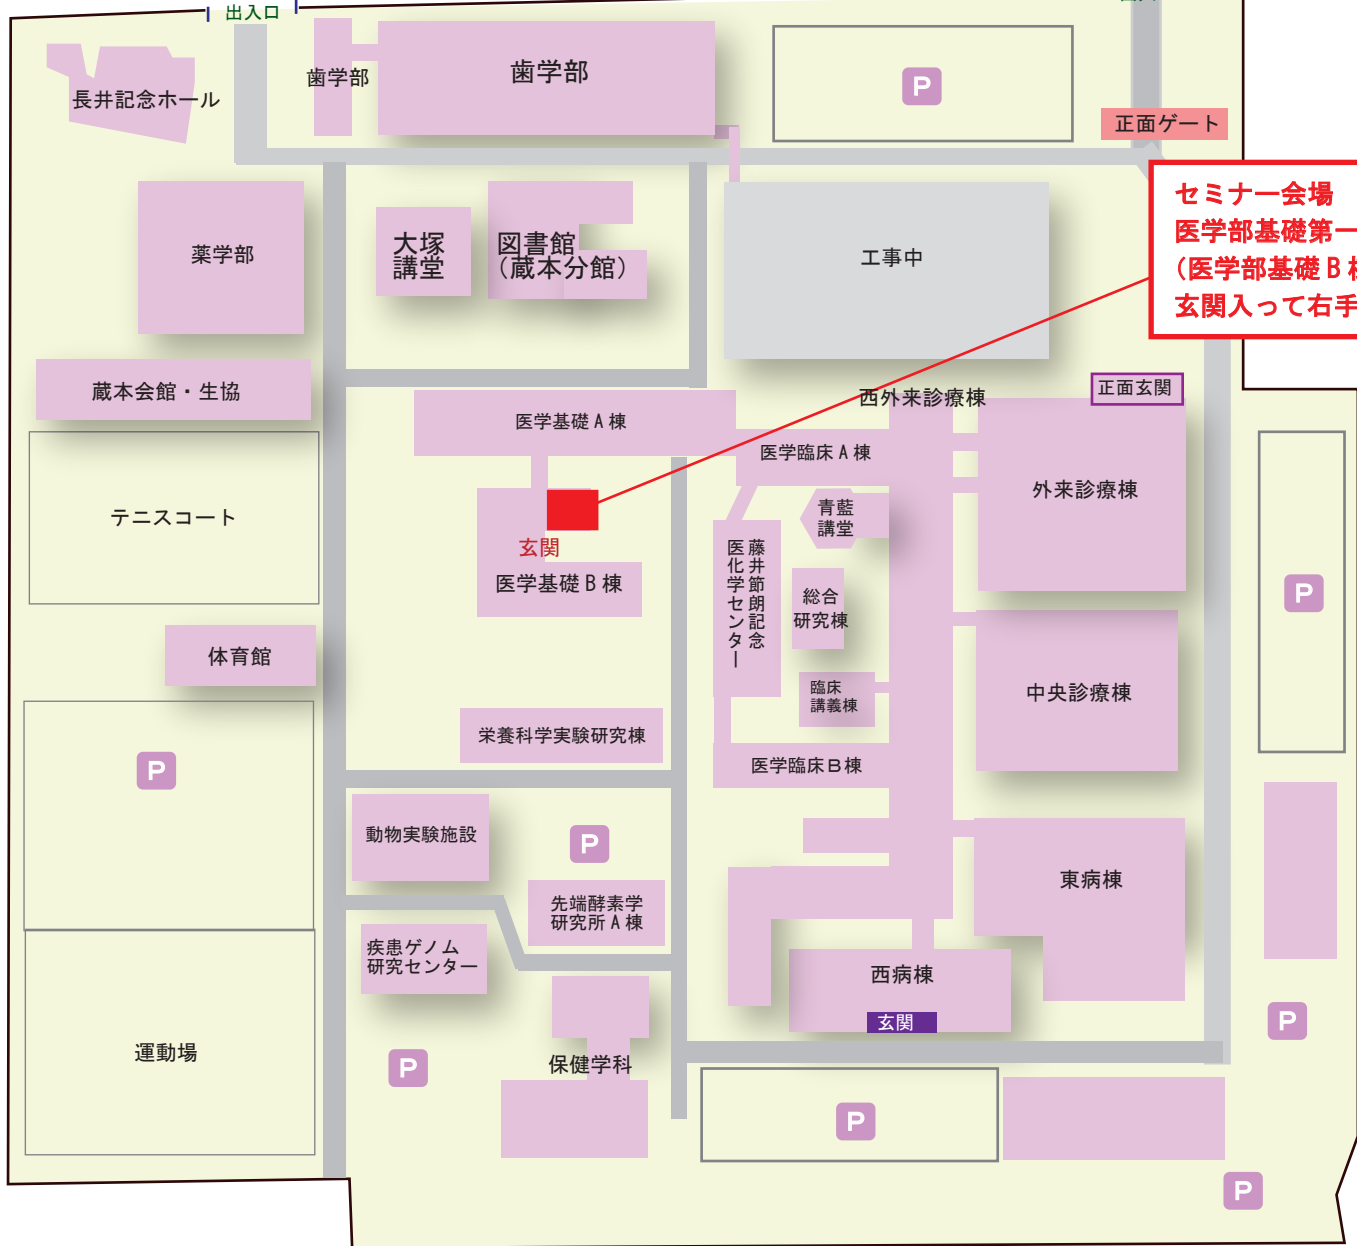 出入口
歯学部
歯学部
P
長井記念ホール
正面ゲート
セミナー会場
医学部基礎第一
(医学部基礎B棟
玄関入って右手
薬学部
大塚
講堂
図書館
(蔵本分館)
工事中
蔵本会館・生協
医学基礎A棟
西外来診療棟
正面玄関
医学臨床A棟
外来診療棟
テニスコート
青藍
講堂
玄関
医学基礎B棟
藤井節朗記念
医化学センター
総合
研究棟
P
体育館
臨床
講義棟
中央診療棟
栄養科学実験研究棟
医学臨床B棟
P
動物実験施設
P
先端酵素学
研究所A棟
東病棟
疾患ゲノム
研究センター
西病棟
玄関
P
運動場
保健学科
P
P
P